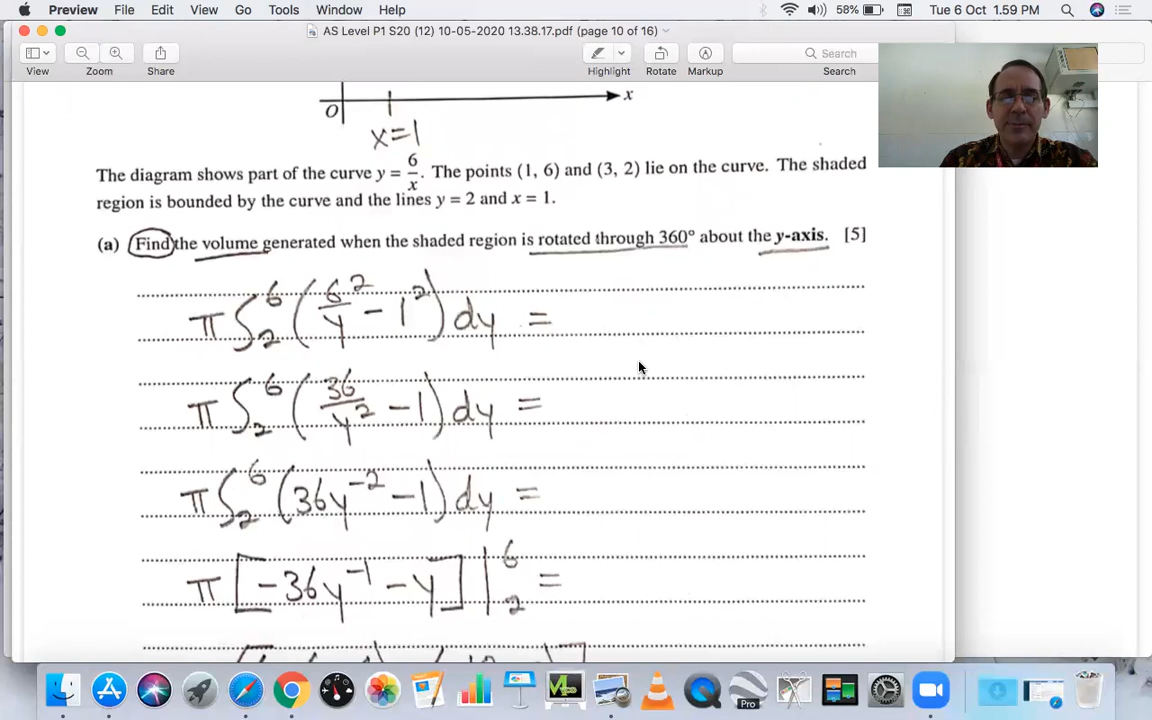 Preview File Edit View Go Tools Window Help 58% Tue 6 Oct 1.59 PM
AS Level P1 S20 (12) 10-05-2020 13.38.17.pdf (page 10 of 16)
View Zoom Share Highlight Rotate Markup Search
Search
0 x
x=1
The diagram shows part of the curve y = 6/x. The points (1, 6) and (3, 2) lie on the curve. The shaded
region is bounded by the curve and the lines y = 2 and x = 1.
(a) Find the volume generated when the shaded region is rotated through 360° about the y-axis. [5]
π∫₂⁶ (6²/y − 1²) dy =
π∫₂⁶ (36/y² − 1) dy =
π∫₂⁶ (36y⁻² − 1) dy =
π[−36y⁻¹ − y]|₂⁶ =
Pro